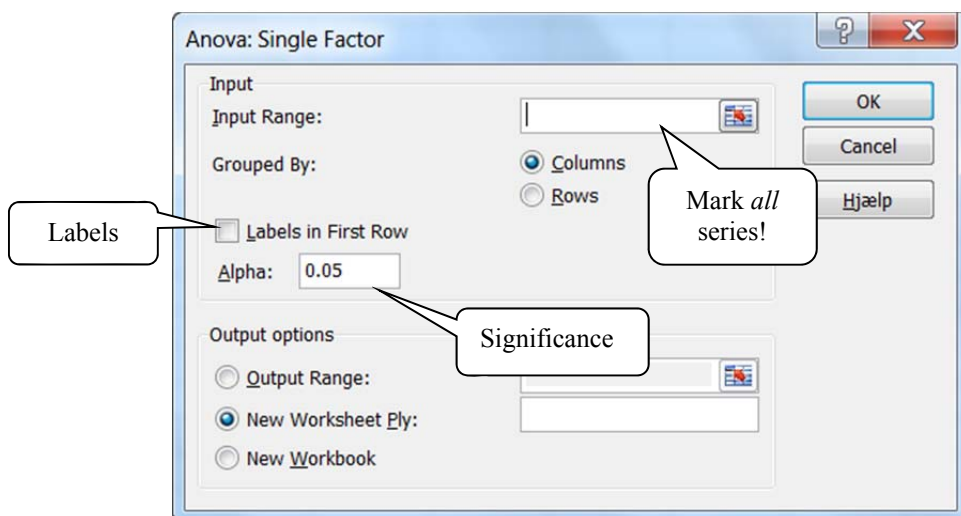 Anova: Single Factor
Input
Input Range:
OK
Grouped By:
Columns
Cancel
Rows
Mark all
series!
Hjælp
Labels
Labels in First Row
Alpha: 0.05
Significance
Output options
Output Range:
New Worksheet Ply:
New Workbook